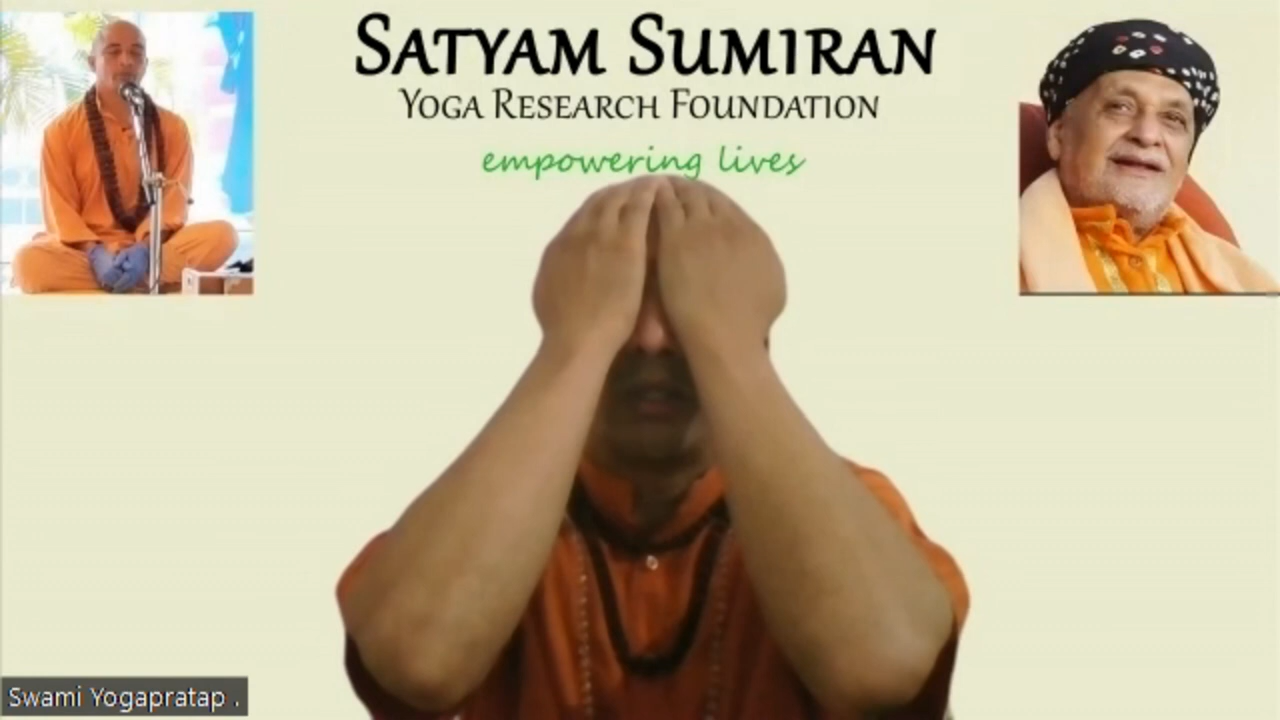 SATYAM SUMIRAN
YOGA RESEARCH FOUNDATION
empowering lives
Swami Yogapratap .